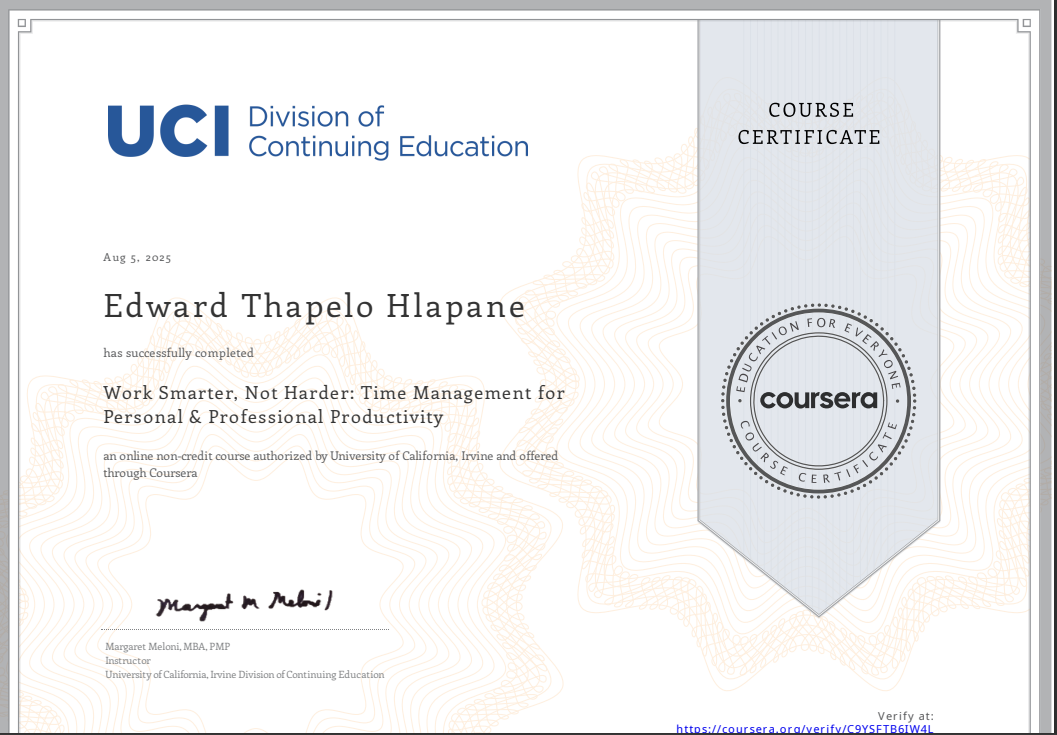 UCI Division of
Continuing Education
COURSE
CERTIFICATE
Aug 5, 2025
Edward Thapelo Hlapane
has successfully completed
Work Smarter, Not Harder: Time Management for
Personal & Professional Productivity
an online non-credit course authorized by University of California, Irvine and offered
through Coursera
EDUCATION FOR EVERYONE
coursera
COURSE CERTIFICATE
Margaret M Meloni
Margaret Meloni, MBA, PMP
Instructor
University of California, Irvine Division of Continuing Education
Verify at:
https://coursera.org/verify/C9YSFTB6IW4L